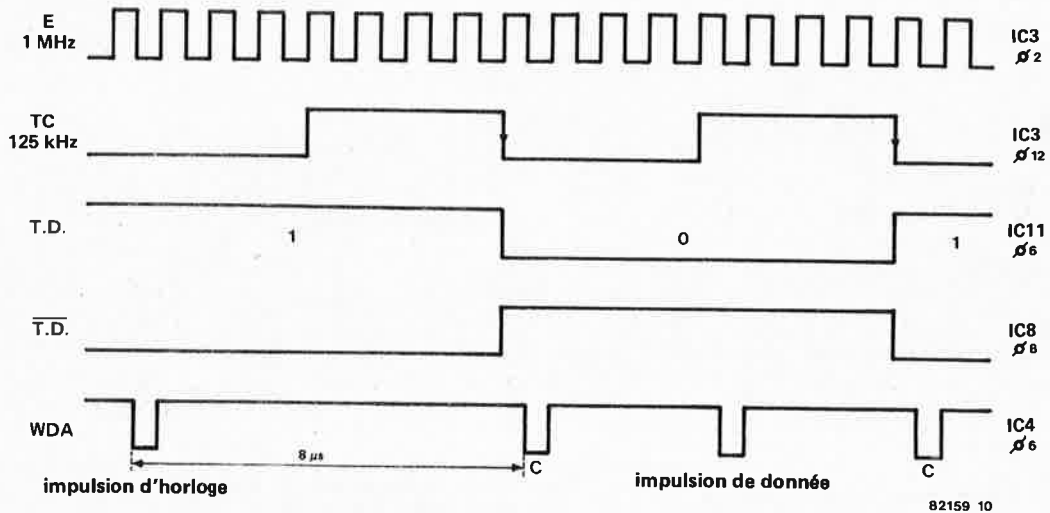 E
1 MHz
IC3
ø 2
TC
125 kHz
IC3
ø 12
T.D.
1
0
1
IC11
ø 6
T.D.
IC8
ø 8
WDA
IC4
ø 6
8 µs
C
C
impulsion d'horloge
impulsion de donnée
82159 10